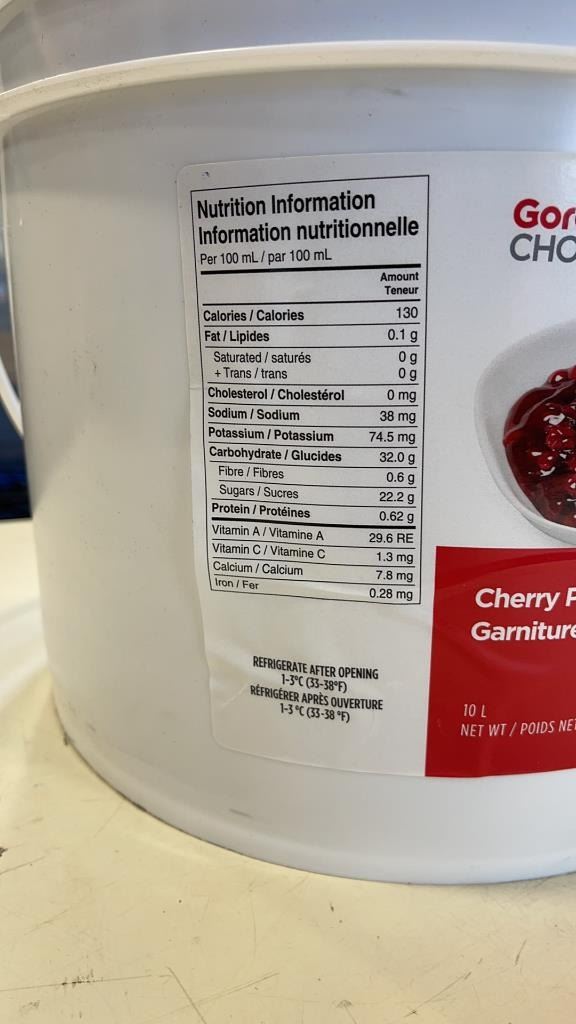 Nutrition Information
Information nutritionnelle
Per 100 mL / par 100 mL
Amount
Teneur
Calories / Calories 130
Fat / Lipides 0.1 g
Saturated / saturés 0 g
+ Trans / trans 0 g
Cholesterol / Cholestérol 0 mg
Sodium / Sodium 38 mg
Potassium / Potassium 74.5 mg
Carbohydrate / Glucides 32.0 g
Fibre / Fibres 0.6 g
Sugars / Sucres 22.2 g
Protein / Protéines 0.62 g
Vitamin A / Vitamine A 29.6 RE
Vitamin C / Vitamine C 1.3 mg
Calcium / Calcium 7.8 mg
Iron / Fer 0.28 mg
REFRIGERATE AFTER OPENING
1-3°C (33-38°F)
RÉFRIGÉRER APRÈS OUVERTURE
1-3 °C (33-38 °F)
Gor
CHO
Cherry P
Garniture
10 L
NET WT / POIDS NET